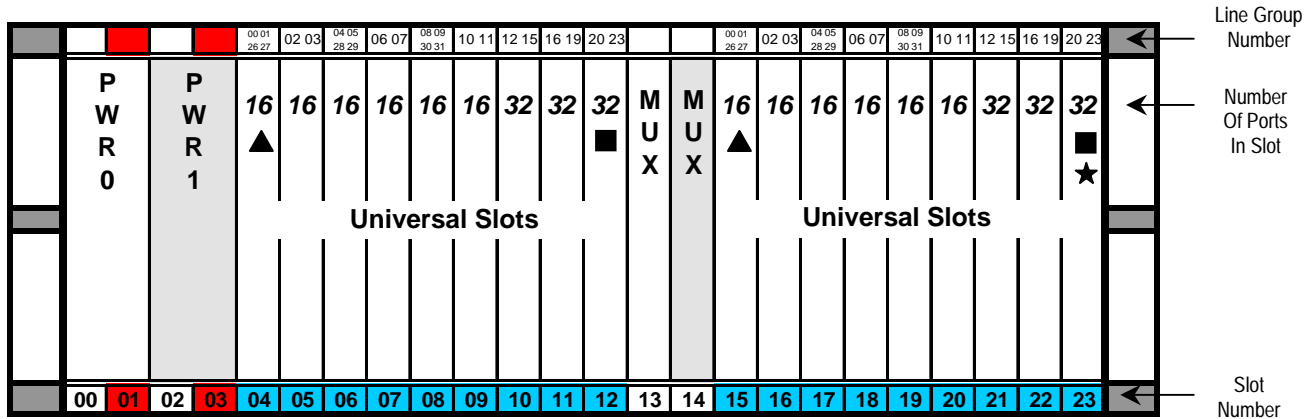 Line Group
Number
00 01
26 27
02 03
04 05
28 29
06 07
08 09
30 31
10 11
12 15
16 19
20 23
00 01
26 27
02 03
04 05
28 29
06 07
08 09
30 31
10 11
12 15
16 19
20 23
PWR0
PWR1
16 16 16 16 16 16 32 32 32
MUX
MUX
16 16 16 16 16 16 32 32 32
Number
Of Ports
In Slot
Universal Slots
Universal Slots
00 01 02 03 04 05 06 07 08 09 10 11 12 13 14 15 16 17 18 19 20 21 22 23
Slot
Number